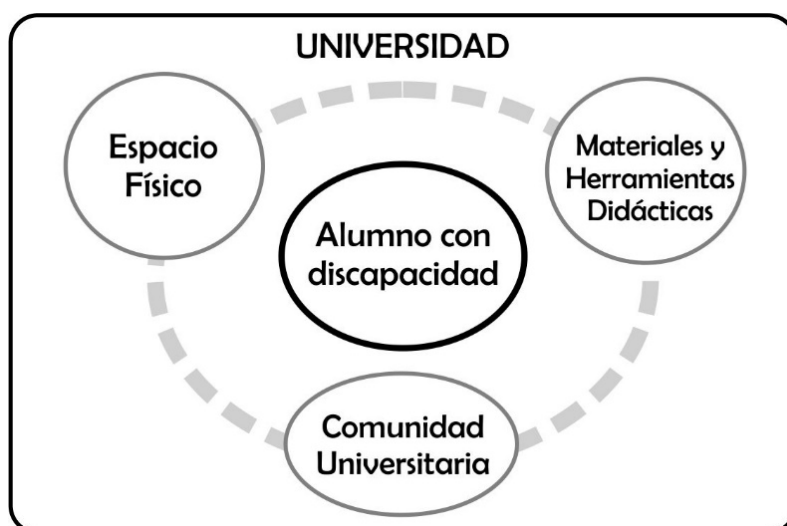 UNIVERSIDAD
Espacio
Físico
Materiales y
Herramientas
Didácticas
Alumno con
discapacidad
Comunidad
Universitaria